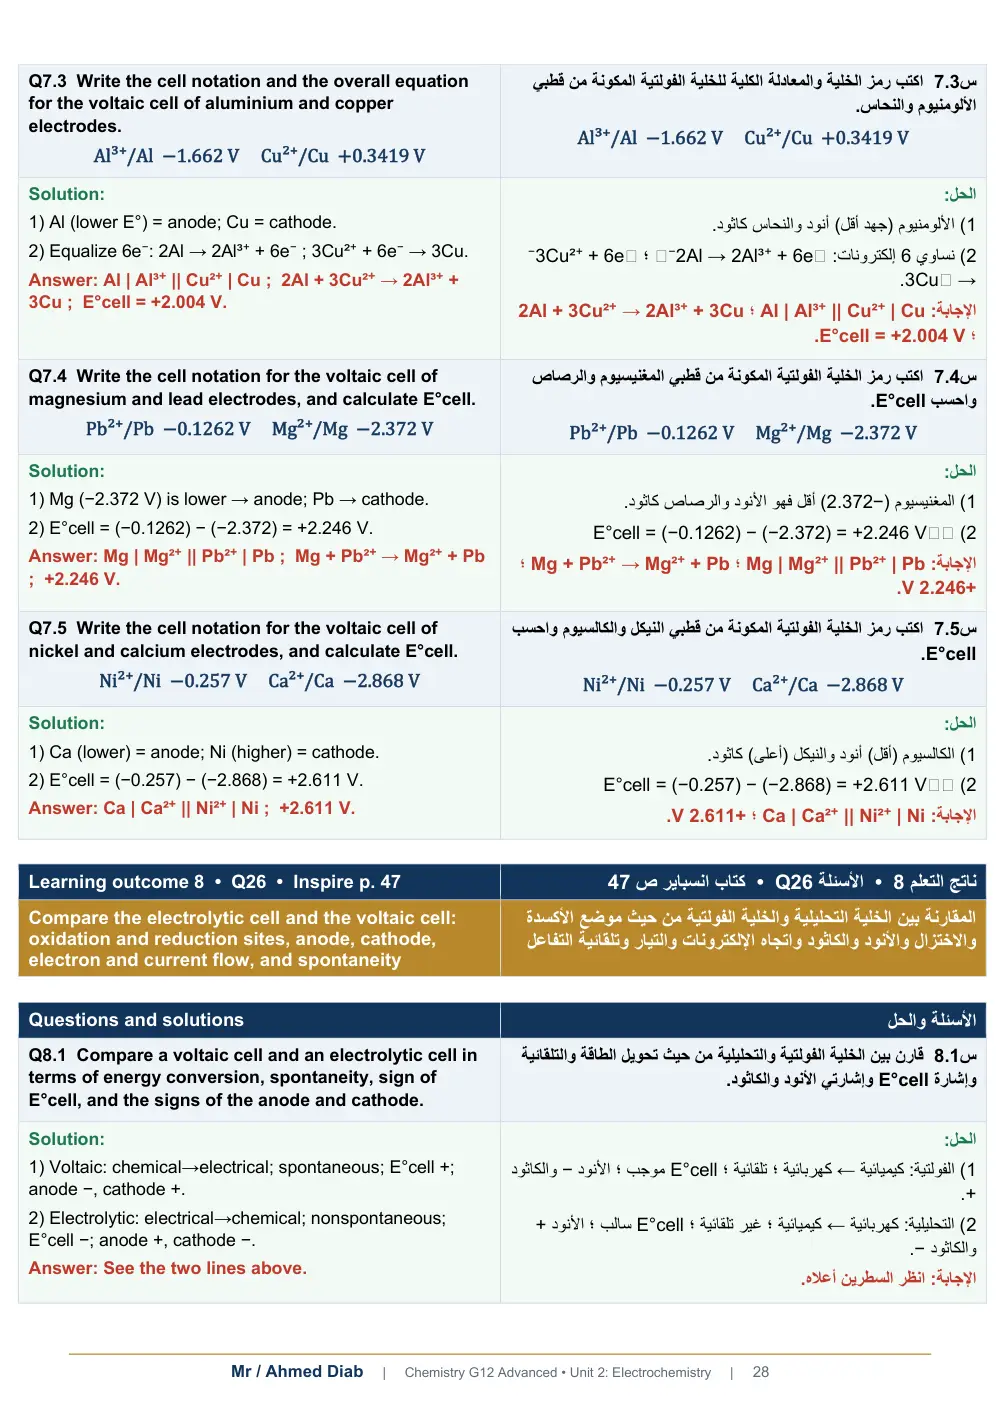 Q7.3 Write the cell notation and the overall equation
for the voltaic cell of aluminium and copper
electrodes.
Al³⁺/Al −1.662 V Cu²⁺/Cu +0.3419 V
س7.3 اكتب رمز الخلية والمعادلة الكلية للخلية الفولتية المكونة من قطبي
الألومنيوم والنحاس.
Al³⁺/Al −1.662 V Cu²⁺/Cu +0.3419 V
Solution:
1) Al (lower E°) = anode; Cu = cathode.
2) Equalize 6e⁻: 2Al → 2Al³⁺ + 6e⁻ ; 3Cu²⁺ + 6e⁻ → 3Cu.
Answer: Al | Al³⁺ || Cu²⁺ | Cu ; 2Al + 3Cu²⁺ → 2Al³⁺ +
3Cu ; E°cell = +2.004 V.
الحل:
1) الألومنيوم (جهد أقل) أنود والنحاس كاثود.
2) نساوي 6 إلكترونات: 2Al → 2Al³⁺ + 6e⁻ ؛ 3Cu²⁺ + 6e⁻
→ 3Cu.
الإجابة: Al | Al³⁺ || Cu²⁺ | Cu ؛ 2Al + 3Cu²⁺ → 2Al³⁺ + 3Cu
؛ E°cell = +2.004 V.
Q7.4 Write the cell notation for the voltaic cell of
magnesium and lead electrodes, and calculate E°cell.
Pb²⁺/Pb −0.1262 V Mg²⁺/Mg −2.372 V
س7.4 اكتب رمز الخلية الفولتية المكونة من قطبي المغنيسيوم والرصاص
واحسب E°cell.
Pb²⁺/Pb −0.1262 V Mg²⁺/Mg −2.372 V
Solution:
1) Mg (−2.372 V) is lower → anode; Pb → cathode.
2) E°cell = (−0.1262) − (−2.372) = +2.246 V.
Answer: Mg | Mg²⁺ || Pb²⁺ | Pb ; Mg + Pb²⁺ → Mg²⁺ + Pb
; +2.246 V.
الحل:
1) المغنيسيوم (−2.372) أقل فهو الأنود والرصاص كاثود.
2) E°cell = (−0.1262) − (−2.372) = +2.246 V
الإجابة: Mg | Mg²⁺ || Pb²⁺ | Pb ؛ Mg + Pb²⁺ → Mg²⁺ + Pb ؛
+2.246 V.
Q7.5 Write the cell notation for the voltaic cell of
nickel and calcium electrodes, and calculate E°cell.
Ni²⁺/Ni −0.257 V Ca²⁺/Ca −2.868 V
س7.5 اكتب رمز الخلية الفولتية المكونة من قطبي النيكل والكالسيوم واحسب
E°cell.
Ni²⁺/Ni −0.257 V Ca²⁺/Ca −2.868 V
Solution:
1) Ca (lower) = anode; Ni (higher) = cathode.
2) E°cell = (−0.257) − (−2.868) = +2.611 V.
Answer: Ca | Ca²⁺ || Ni²⁺ | Ni ; +2.611 V.
الحل:
1) الكالسيوم (أقل) أنود والنيكل (أعلى) كاثود.
2) E°cell = (−0.257) − (−2.868) = +2.611 V
الإجابة: Ca | Ca²⁺ || Ni²⁺ | Ni ؛ +2.611 V.
Learning outcome 8 • Q26 • Inspire p. 47
ناتج التعلم 8 • الأسئلة Q26 • كتاب انسباير ص 47
Compare the electrolytic cell and the voltaic cell:
oxidation and reduction sites, anode, cathode,
electron and current flow, and spontaneity
المقارنة بين الخلية التحليلية والخلية الفولتية من حيث موضع الأكسدة
والاختزال والأنود والكاثود واتجاه الإلكترونات والتيار وتلقائية التفاعل
Questions and solutions
الأسئلة والحل
Q8.1 Compare a voltaic cell and an electrolytic cell in
terms of energy conversion, spontaneity, sign of
E°cell, and the signs of the anode and cathode.
س8.1 قارن بين الخلية الفولتية والتحليلية من حيث تحويل الطاقة والتلقائية
وإشارة E°cell وإشارتي الأنود والكاثود.
Solution:
1) Voltaic: chemical→electrical; spontaneous; E°cell +;
anode −, cathode +.
2) Electrolytic: electrical→chemical; nonspontaneous;
E°cell −; anode +, cathode −.
Answer: See the two lines above.
الحل:
1) الفولتية: كيميائية ← كهربائية ؛ تلقائية ؛ E°cell موجب ؛ الأنود − والكاثود
+.
2) التحليلية: كهربائية ← كيميائية ؛ غير تلقائية ؛ E°cell سالب ؛ الأنود +
والكاثود −.
الإجابة: انظر السطرين أعلاه.
Mr / Ahmed Diab | Chemistry G12 Advanced • Unit 2: Electrochemistry | 28